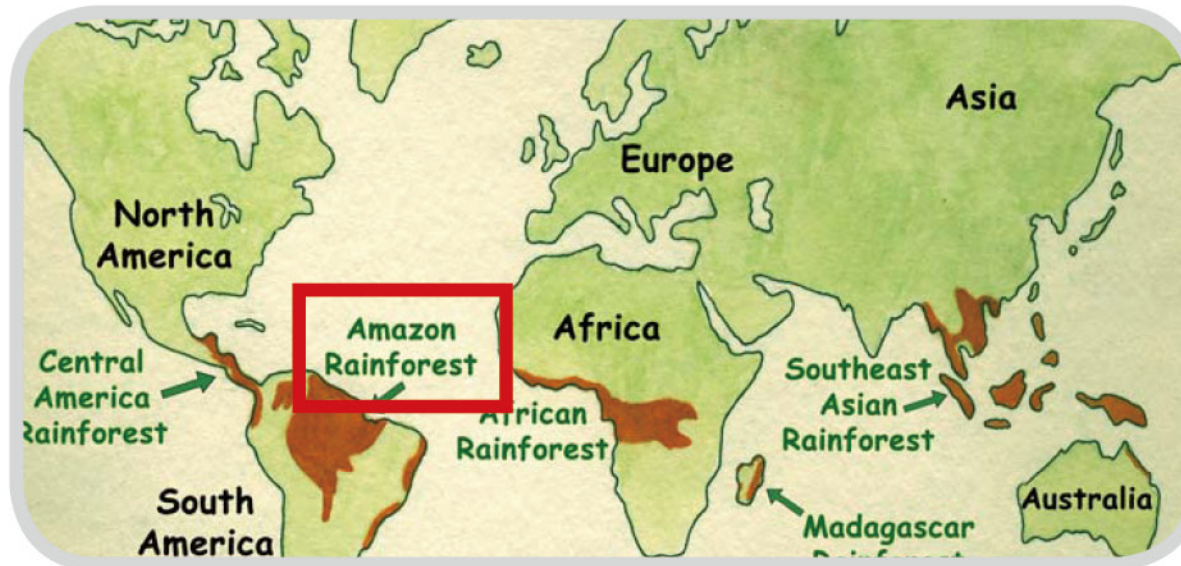 Asia
Europe
North
America
Africa
Amazon
Rainforest
Central
America
Rainforest
African
Rainforest
Southeast
Asian
Rainforest
South
America
Australia
Madagascar